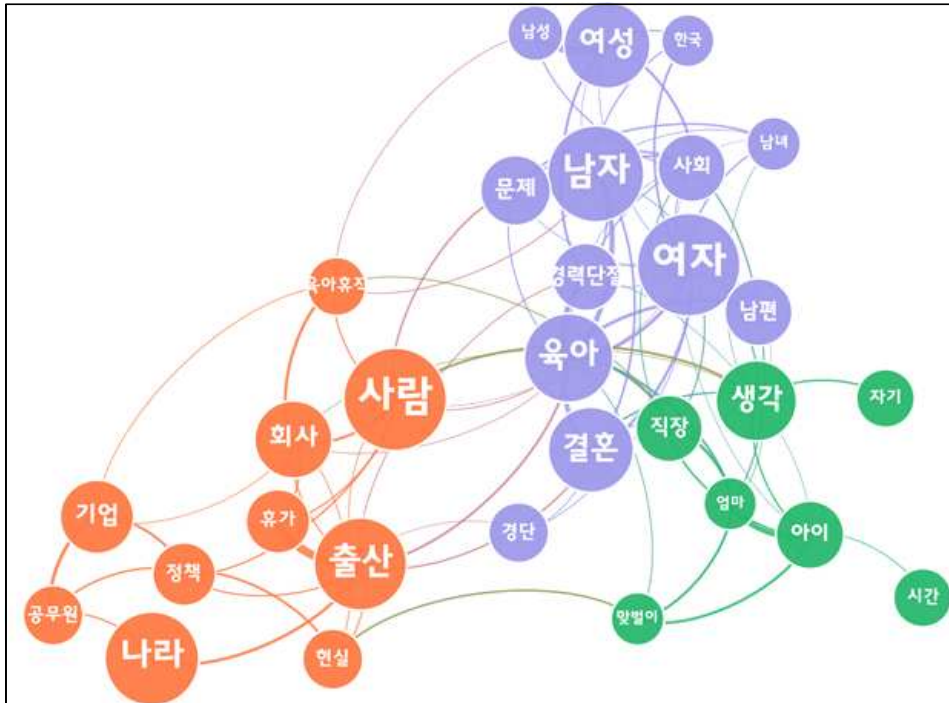 남성
여성
한국
남자
사회
남녀
문제
여자
경력단절
육아휴직
남편
육아
사람
생각
자기
직장
회사
결혼
기업
휴가
엄마
경단
아이
출산
정책
시간
공무원
맞벌이
나라
현실